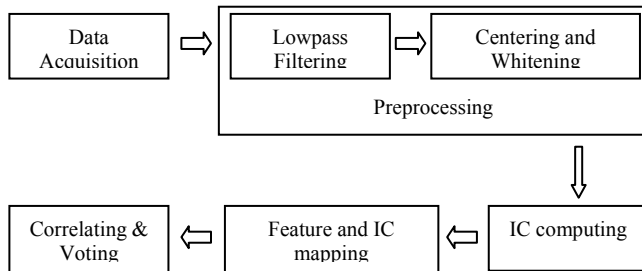 Data
Acquisition
Lowpass
Filtering
Centering and
Whitening
Preprocessing
IC computing
Feature and IC
mapping
Correlating &
Voting